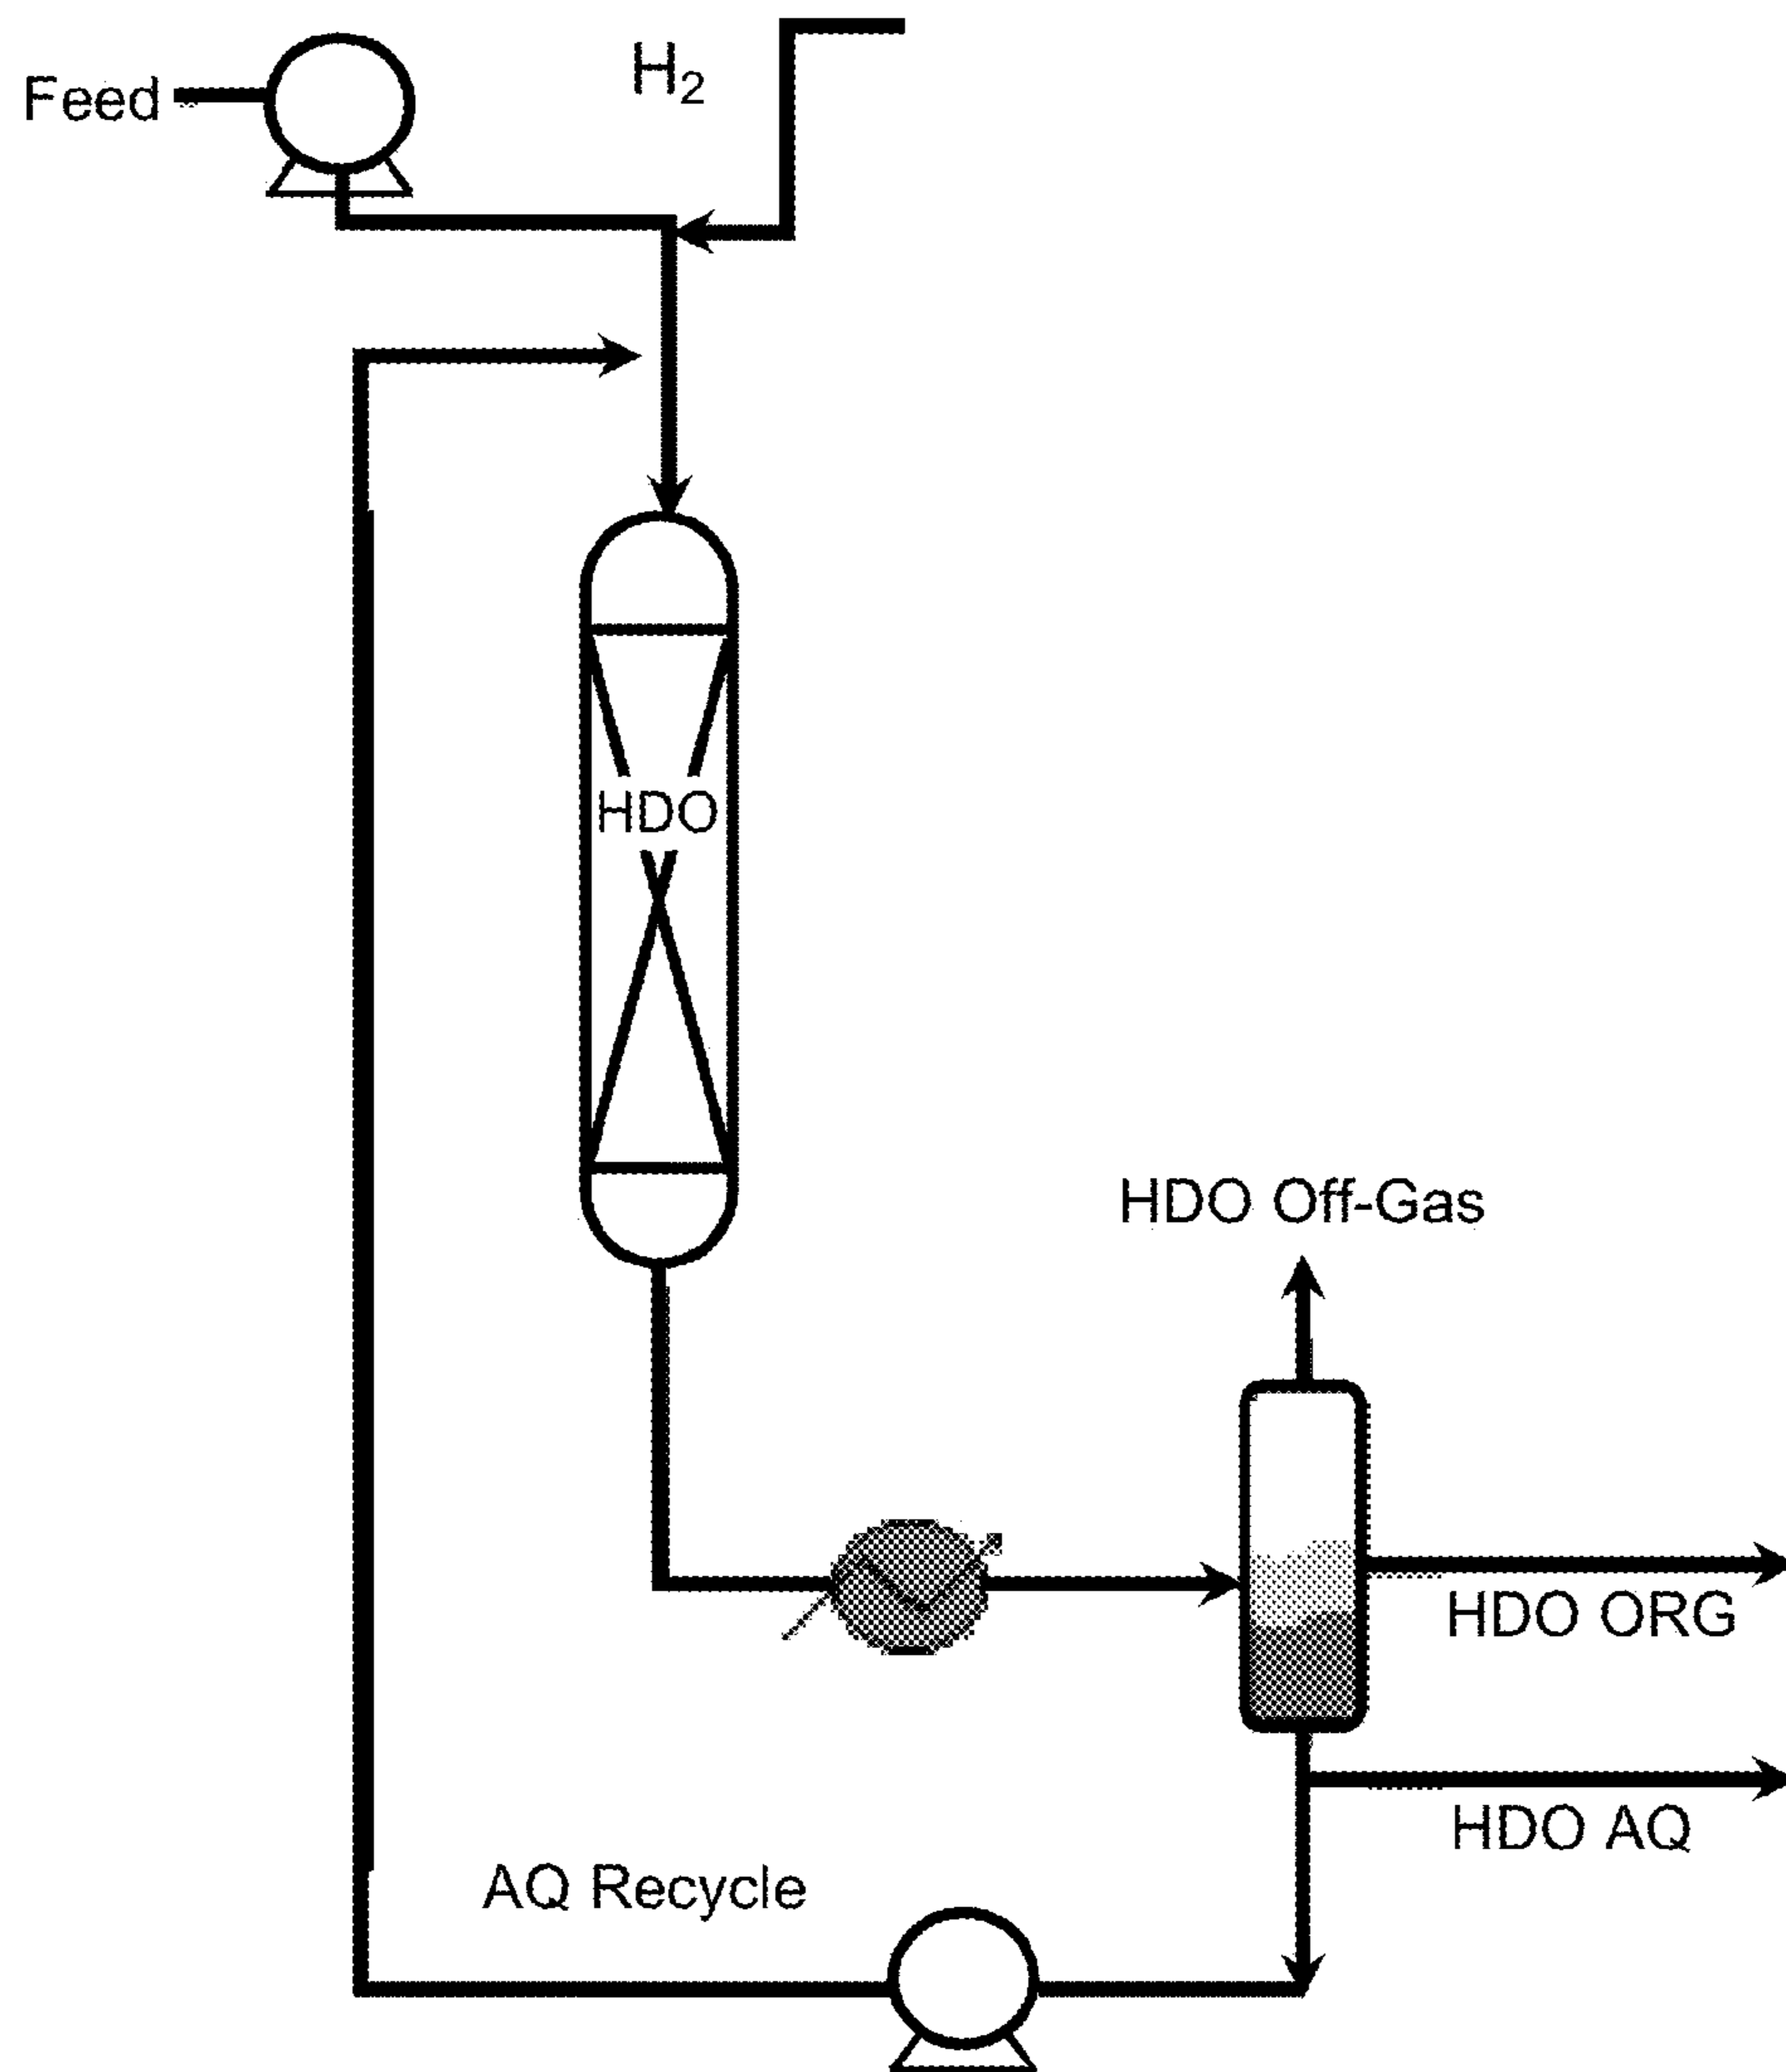 Feed
H₂
HDO
HDO Off-Gas
HDO ORG
HDO AQ
AQ Recycle